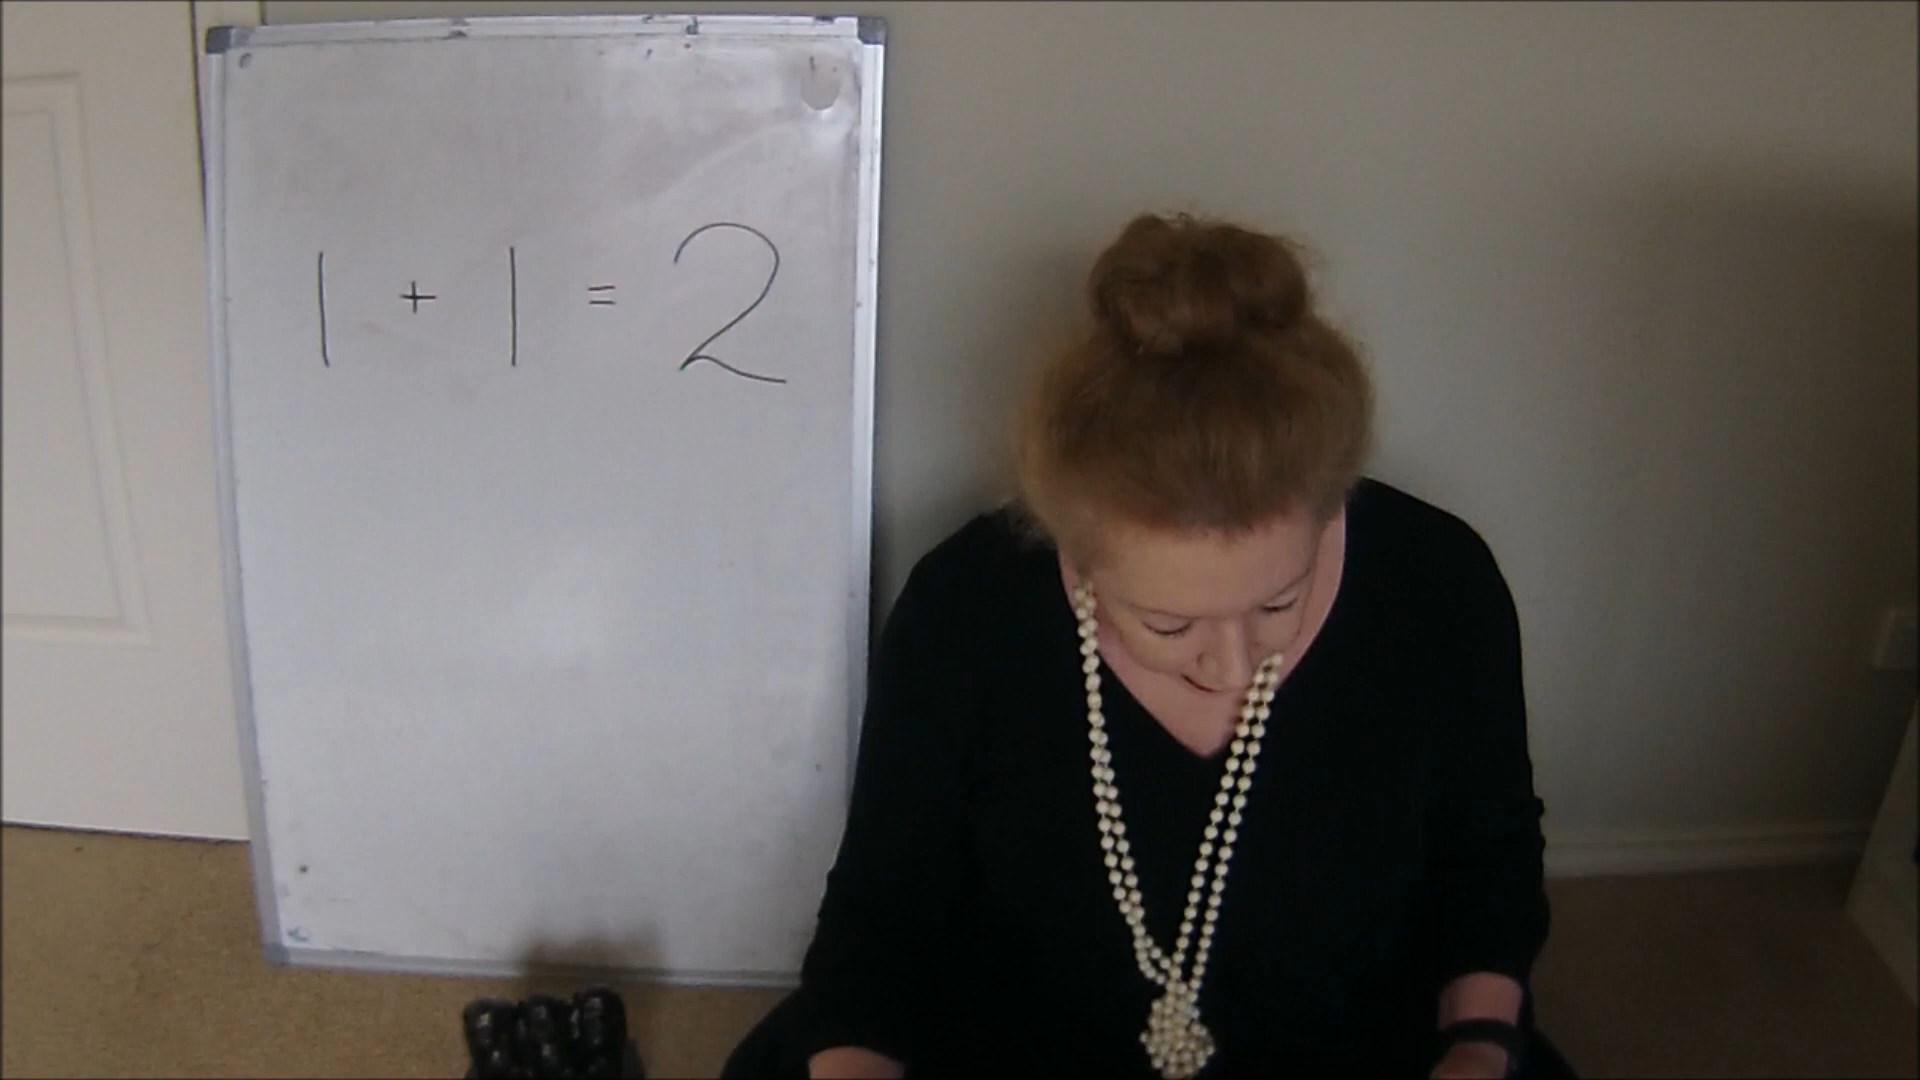 1 + 1 = 2